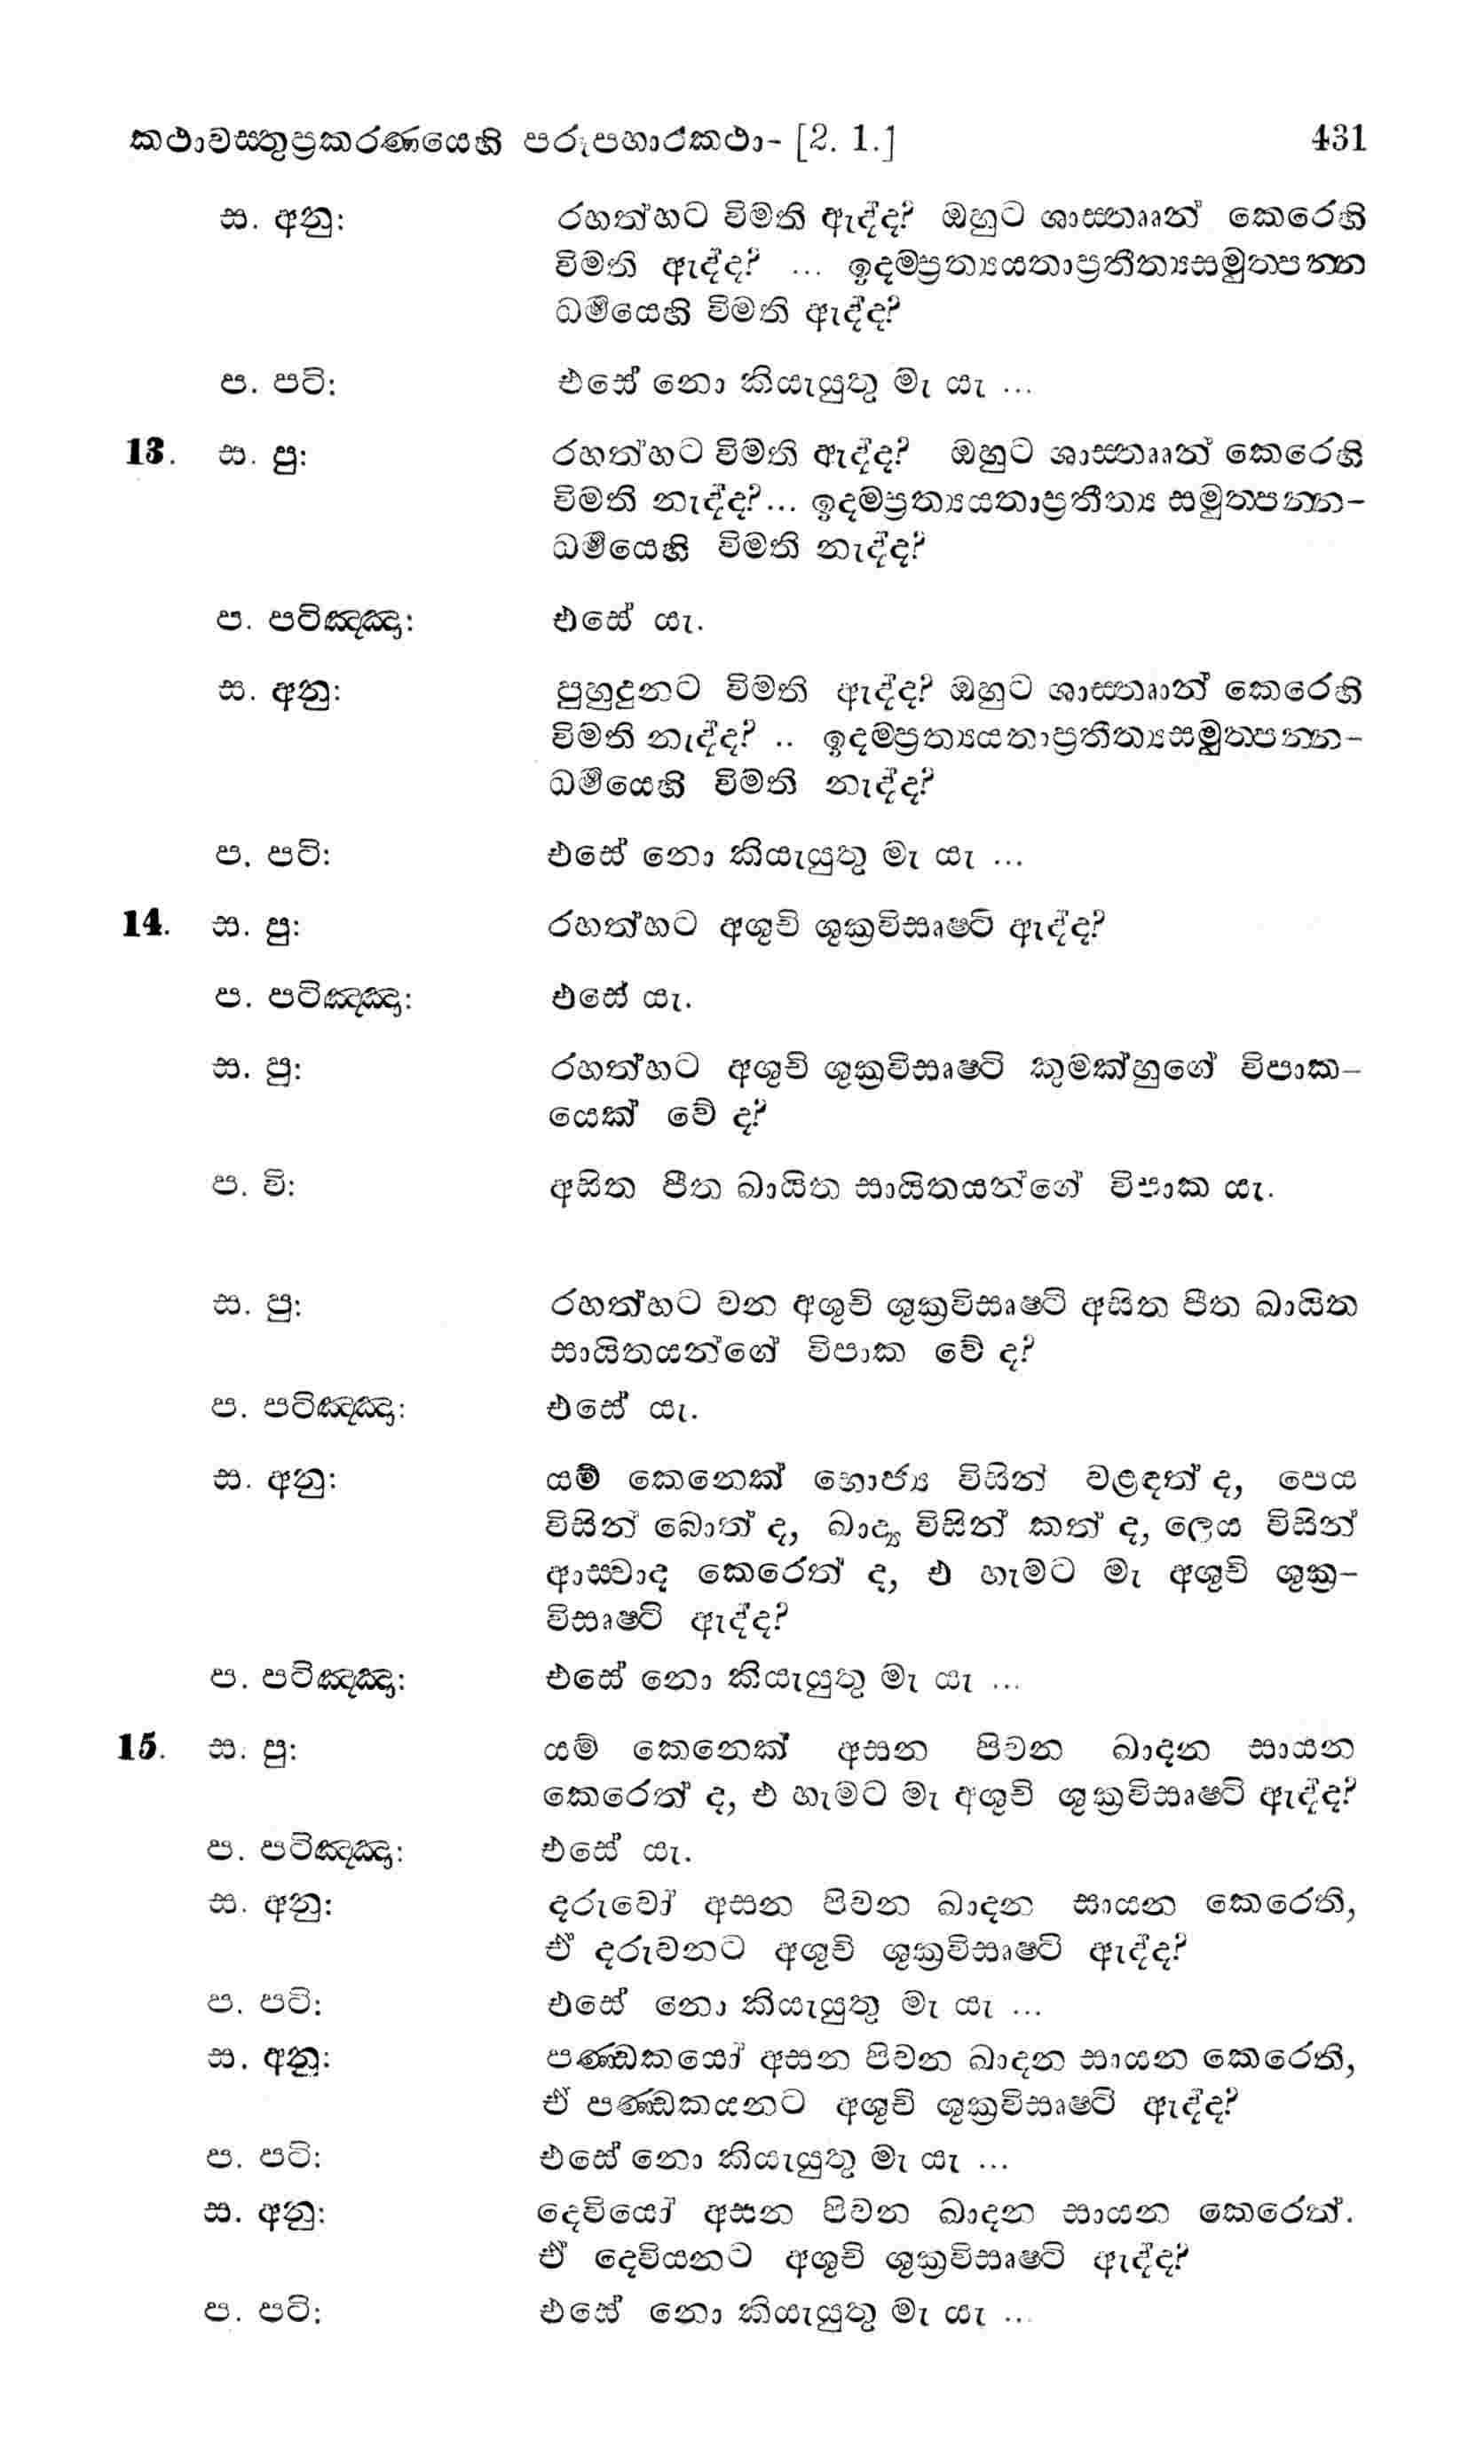 කථාවස්තුප්‍රකරණයෙහි පරූපහාරකථා- [2. 1.] 431
ස. අනු: රහත්හට විමති ඇද්ද? ඔහුට ශාස්තෲන් කෙරෙහි
විමති ඇද්ද? ... ඉදම්ප්‍රත්‍යයතාප්‍රතීත්‍යසමුත්පන්න
ධර්මයෙහි විමති ඇද්ද?
ප. පටි: එසේ නො කියැයුතු මැ යැ ...
13. ස. පු: රහත්හට විමති ඇද්ද? ඔහුට ශාස්තෲන් කෙරෙහි
විමති නැද්ද?... ඉදම්ප්‍රත්‍යයතාප්‍රතීත්‍ය සමුත්පන්න-
ධර්මයෙහි විමති නැද්ද?
ප. පටිඤ්ඤා: එසේ යැ.
ස. අනු: පුහුදුනට විමති ඇද්ද? ඔහුට ශාස්තෲන් කෙරෙහි
විමති නැද්ද? .. ඉදම්ප්‍රත්‍යයතාප්‍රතීත්‍යසමුත්පන්න-
ධර්මයෙහි විමති නැද්ද?
ප. පටි: එසේ නො කියැයුතු මැ යැ ...
14. ස. පු: රහත්හට අශුචි ශුක්‍රවිසෘෂ්ටි ඇද්ද?
ප. පටිඤ්ඤා: එසේ යැ.
ස. පු: රහත්හට අශුචි ශුක්‍රවිසෘෂ්ටි කුමක්හුගේ විපාක-
යෙක් වේ ද?
ප. වි: අසිත පීත ඛායිත සායිතයන්ගේ විපාක යැ.
ස. පු: රහත්හට වන අශුචි ශුක්‍රවිසෘෂ්ටි අසිත පීත ඛායිත
සායිතයන්ගේ විපාක වේ ද?
ප. පටිඤ්ඤා: එසේ යැ.
ස. අනු: යම් කෙනෙක් භොජ්‍ය විසින් වළඳත් ද, පෙය
විසින් බොත් ද, ඛාද්‍ය විසින් කත් ද, ලෙය විසින්
ආස්වාද කෙරෙත් ද, එ හැමට මැ අශුචි ශුක්‍ර-
විසෘෂ්ටි ඇද්ද?
ප. පටිඤ්ඤා: එසේ නො කියැයුතු මැ යැ ...
15. ස. පු: යම් කෙනෙක් අසන පිවන ඛාදන සායන
කෙරෙත් ද, එ හැමට මැ අශුචි ශුක්‍රවිසෘෂ්ටි ඇද්ද?
ප. පටිඤ්ඤා: එසේ යැ.
ස. අනු: දරුවෝ අසන පිවන ඛාදන සායන කෙරෙති,
ඒ දරුවනට අශුචි ශුක්‍රවිසෘෂ්ටි ඇද්ද?
ප. පටි: එසේ නො කියැයුතු මැ යැ ...
ස. අනු: පණ්ඩකයෝ අසන පිවන ඛාදන සායන කෙරෙති,
ඒ පණ්ඩකයනට අශුචි ශුක්‍රවිසෘෂ්ටි ඇද්ද?
ප. පටි: එසේ නො කියැයුතු මැ යැ ...
ස. අනු: දෙවියෝ අසන පිවන ඛාදන සායන කෙරෙත්.
ඒ දෙවියනට අශුචි ශුක්‍රවිසෘෂ්ටි ඇද්ද?
ප. පටි: එසේ නො කියැයුතු මැ යැ ...